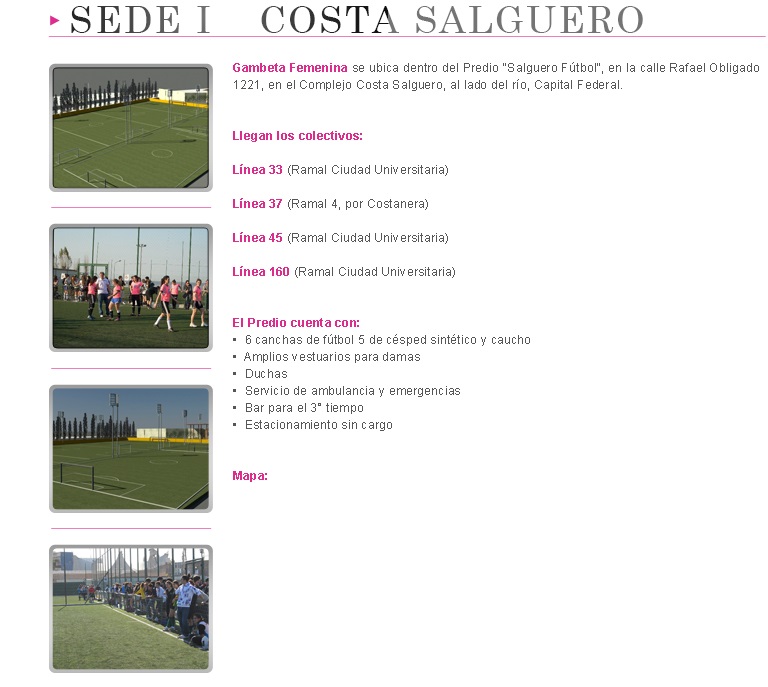 SEDE I COSTA SALGUERO
Gambeta Femenina se ubica dentro del Predio "Salguero Fútbol", en la calle Rafael Obligado
1221, en el Complejo Costa Salguero, al lado del río, Capital Federal.
Llegan los colectivos:
Línea 33 (Ramal Ciudad Universitaria)
Línea 37 (Ramal 4, por Costanera)
Línea 45 (Ramal Ciudad Universitaria)
Línea 160 (Ramal Ciudad Universitaria)
El Predio cuenta con:
• 6 canchas de fútbol 5 de césped sintético y caucho
• Amplios vestuarios para damas
• Duchas
• Servicio de ambulancia y emergencias
• Bar para el 3° tiempo
• Estacionamiento sin cargo
Mapa: